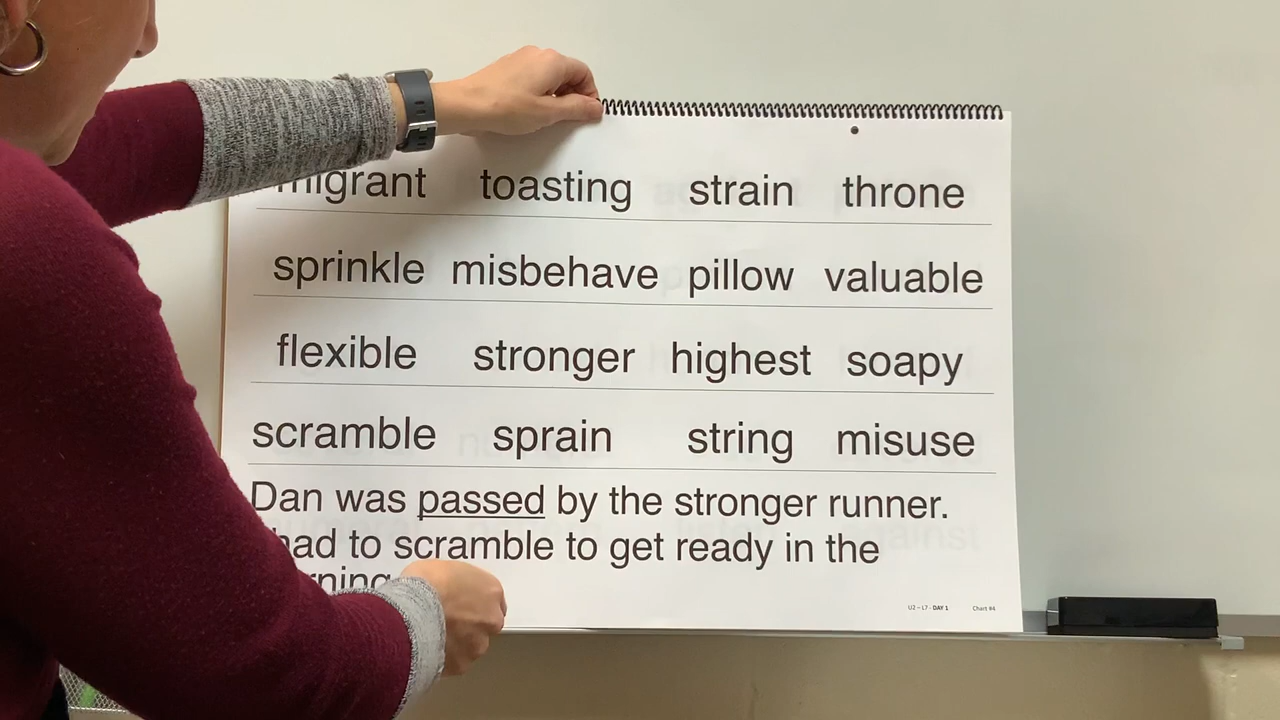 migrant toasting strain throne
sprinkle misbehave pillow valuable
flexible stronger highest soapy
scramble sprain string misuse
Dan was passed by the stronger runner.
had to scramble to get ready in the
U2 – L7 - DAY 1 Chart #4